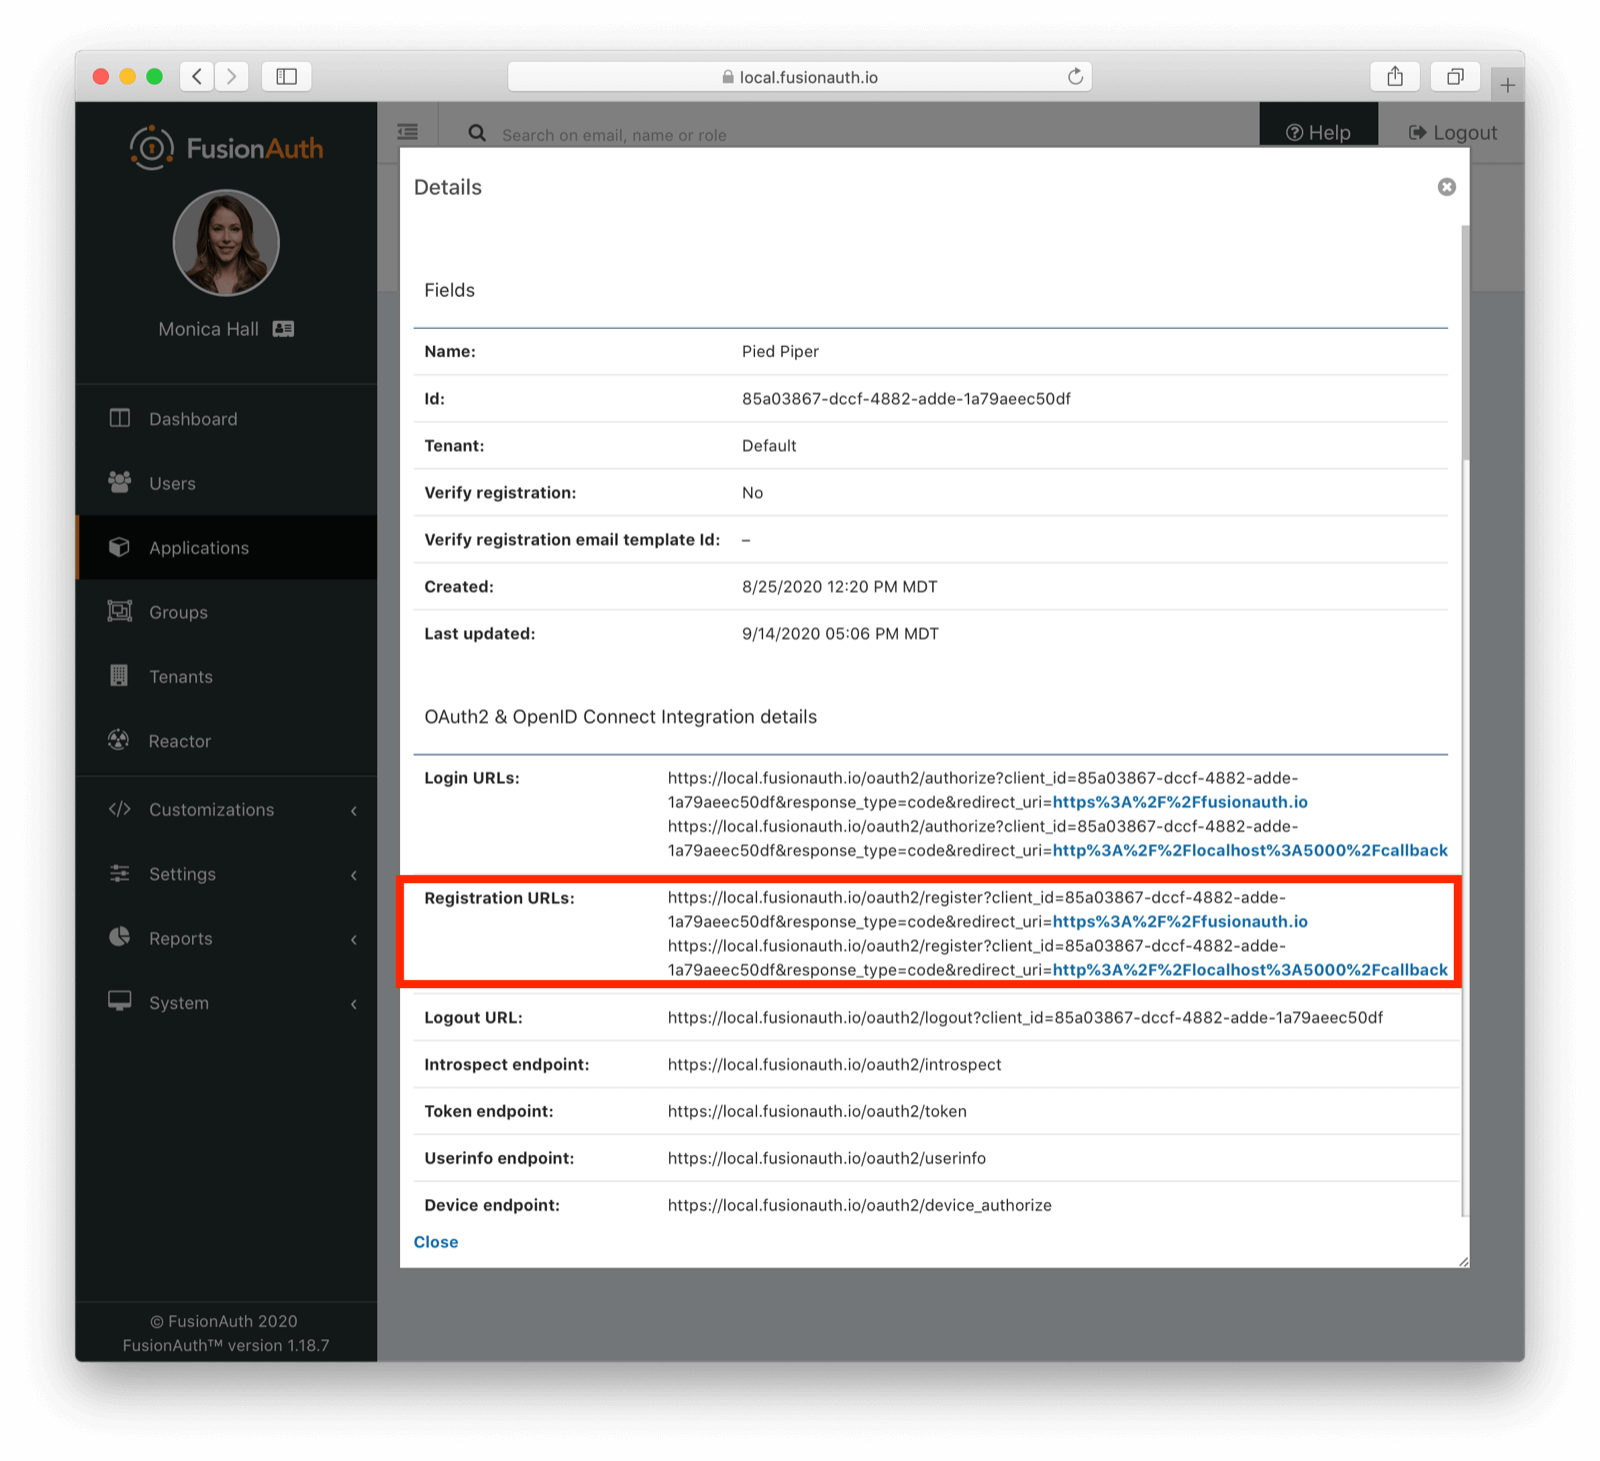 local.fusionauth.io
FusionAuth
Search on email, name or role
Help
Logout
Monica Hall
Dashboard
Users
Applications
Groups
Tenants
Reactor
Customizations
Settings
Reports
System
© FusionAuth 2020
FusionAuth™ version 1.18.7
Details
Fields
Name: Pied Piper
Id: 85a03867-dccf-4882-adde-1a79aeec50df
Tenant: Default
Verify registration: No
Verify registration email template Id: –
Created: 8/25/2020 12:20 PM MDT
Last updated: 9/14/2020 05:06 PM MDT
OAuth2 & OpenID Connect Integration details
Login URLs: https://local.fusionauth.io/oauth2/authorize?client_id=85a03867-dccf-4882-adde-
1a79aeec50df&response_type=code&redirect_uri=https%3A%2F%2Ffusionauth.io
https://local.fusionauth.io/oauth2/authorize?client_id=85a03867-dccf-4882-adde-
1a79aeec50df&response_type=code&redirect_uri=http%3A%2F%2Flocalhost%3A5000%2Fcallback
Registration URLs: https://local.fusionauth.io/oauth2/register?client_id=85a03867-dccf-4882-adde-
1a79aeec50df&response_type=code&redirect_uri=https%3A%2F%2Ffusionauth.io
https://local.fusionauth.io/oauth2/register?client_id=85a03867-dccf-4882-adde-
1a79aeec50df&response_type=code&redirect_uri=http%3A%2F%2Flocalhost%3A5000%2Fcallback
Logout URL: https://local.fusionauth.io/oauth2/logout?client_id=85a03867-dccf-4882-adde-1a79aeec50df
Introspect endpoint: https://local.fusionauth.io/oauth2/introspect
Token endpoint: https://local.fusionauth.io/oauth2/token
Userinfo endpoint: https://local.fusionauth.io/oauth2/userinfo
Device endpoint: https://local.fusionauth.io/oauth2/device_authorize
Close